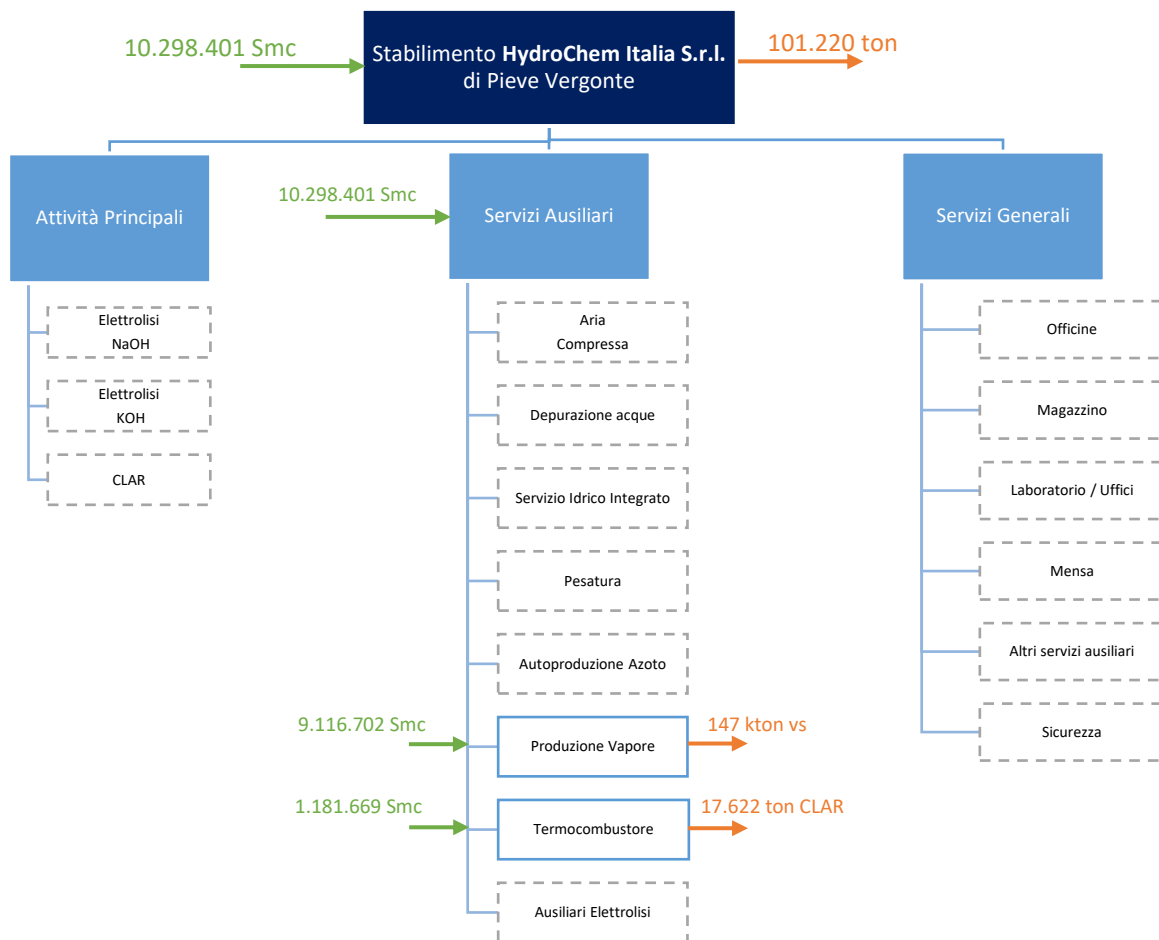 10.298.401 Smc
Stabilimento HydroChem Italia S.r.l.
di Pieve Vergonte
101.220 ton
Attività Principali
10.298.401 Smc
Servizi Ausiliari
Servizi Generali
Elettrolisi
NaOH
Elettrolisi
KOH
CLAR
Aria
Compressa
Depurazione acque
Servizio Idrico Integrato
Pesatura
Autoproduzione Azoto
9.116.702 Smc
Produzione Vapore
147 kton vs
1.181.669 Smc
Termocombustore
17.622 ton CLAR
Ausiliari Elettrolisi
Officine
Magazzino
Laboratorio / Uffici
Mensa
Altri servizi ausiliari
Sicurezza